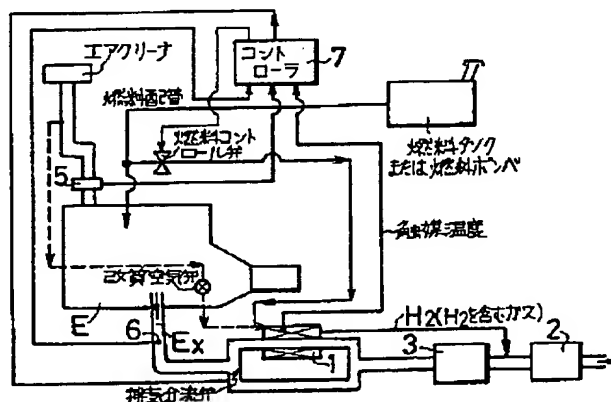 エアクリーナ
コント
ローラ
7
燃料配管
燃料コント
ロール弁
燃料タンク
または燃料ボンベ
5
触媒温度
2次算空気弁
H2(H2を含むガス)
E
6
Ex
1
3
2
排気分流弁